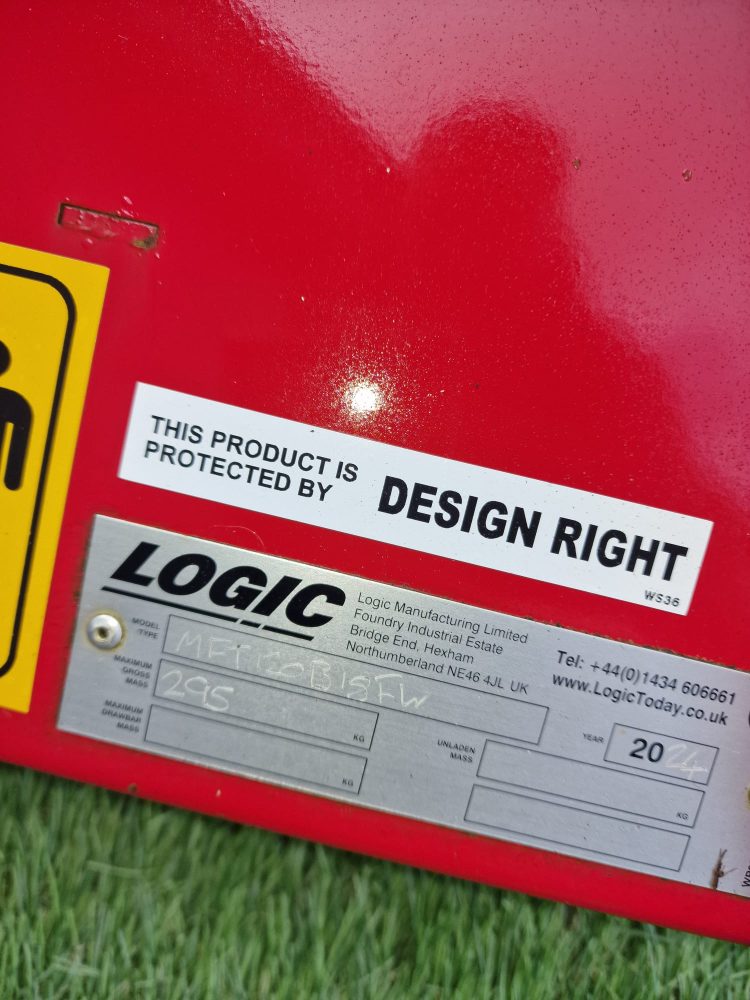 THIS PRODUCT IS
PROTECTED BY
DESIGN RIGHT
WS36
LOGIC
Logic Manufacturing Limited
Foundry Industrial Estate
Bridge End, Hexham
Northumberland NE46 4JL UK
Tel: +44(0)1434 606661
www.LogicToday.co.uk
MODEL
TYPE
MAXIMUM
GROSS
MASS
295
KG
MAXIMUM
DRAWBAR
MASS
KG
YEAR
2024
UNLADEN
MASS
KG